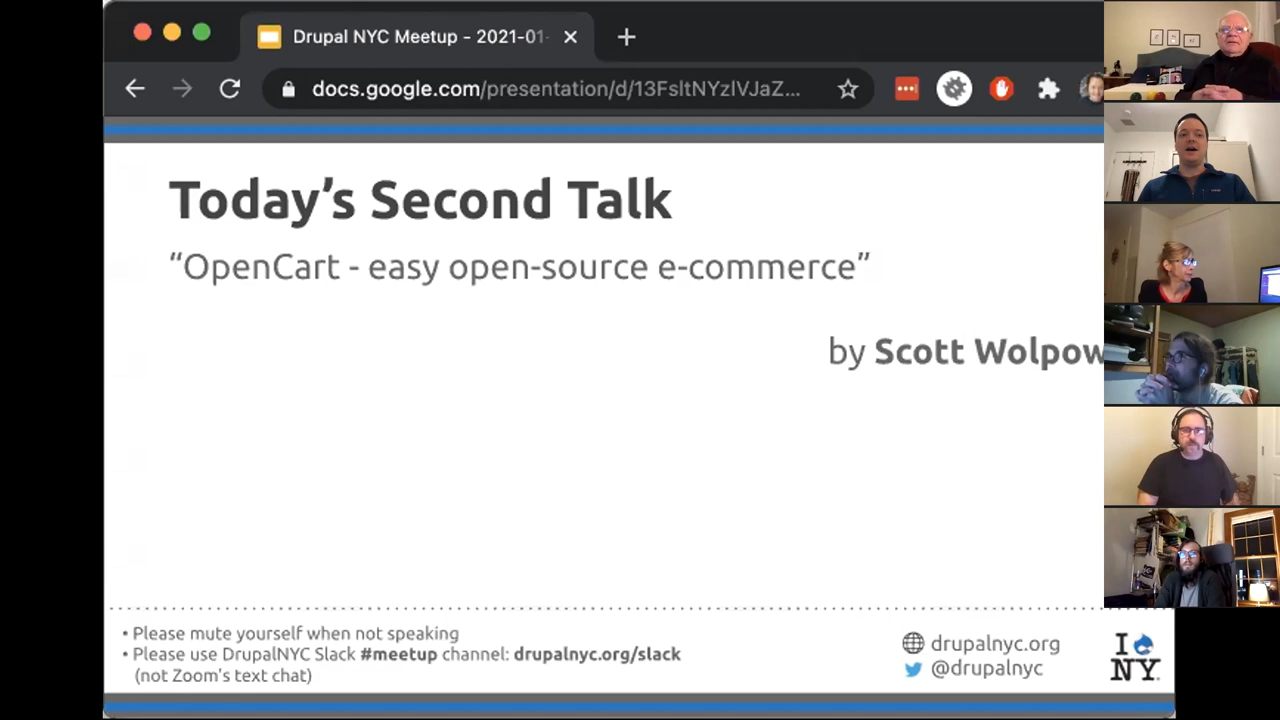 Drupal NYC Meetup - 2021-01-
docs.google.com/presentation/d/13FsltNYzlVJaZ...
Today's Second Talk
“OpenCart - easy open-source e-commerce”
by Scott Wolpow
• Please mute yourself when not speaking
• Please use DrupalNYC Slack #meetup channel: drupalnyc.org/slack
(not Zoom's text chat)
drupalnyc.org
@drupalnyc
I NY